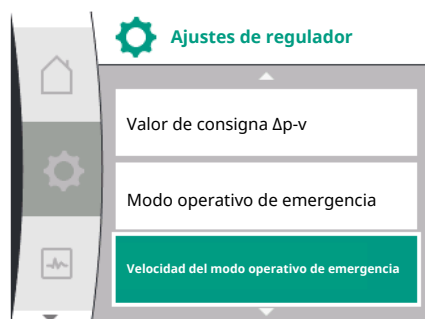 Ajustes de regulador
Valor de consigna Δp-v
Modo operativo de emergencia
Velocidad del modo operativo de emergencia